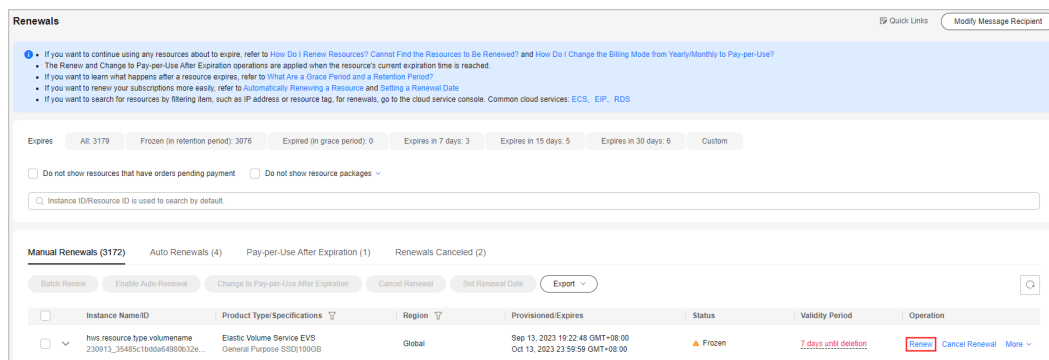 Renewals
Quick Links
Modify Message Recipient
If you want to continue using any resources about to expire, refer to How Do I Renew Resources? Cannot Find the Resources to Be Renewed? and How Do I Change the Billing Mode from Yearly/Monthly to Pay-per-Use?
The Renew and Change to Pay-per-Use After Expiration operations are applied when the resource's current expiration time is reached.
If you want to learn what happens after a resource expires, refer to What Are a Grace Period and a Retention Period?
If you want to renew your subscriptions more easily, refer to Automatically Renewing a Resource and Setting a Renewal Date
If you want to search for resources by filtering item, such as IP address or resource tag, for renewals, go to the cloud service console. Common cloud services: ECS、EIP、RDS
Expires All: 3179 Frozen (in retention period): 3076 Expired (in grace period): 0 Expires in 7 days: 3 Expires in 15 days: 5 Expires in 30 days: 6 Custom
Do not show resources that have orders pending payment Do not show resource packages
Instance ID/Resource ID is used to search by default.
Manual Renewals (3172) Auto Renewals (4) Pay-per-Use After Expiration (1) Renewals Canceled (2)
Batch Renew Enable Auto-Renewal Change to Pay-per-Use After Expiration Cancel Renewal Set Renewal Date Export
Instance Name/ID Product Type/Specifications Region Provisioned/Expires Status Validity Period Operation
hws.resource.type.volumename Elastic Volume Service EVS Global Sep 13, 2023 19:22:48 GMT+08:00 Frozen 7 days until deletion Renew Cancel Renewal More
230913_35485c1bdda64980b32e... General Purpose SSD|100GB Oct 13, 2023 23:59:59 GMT+08:00